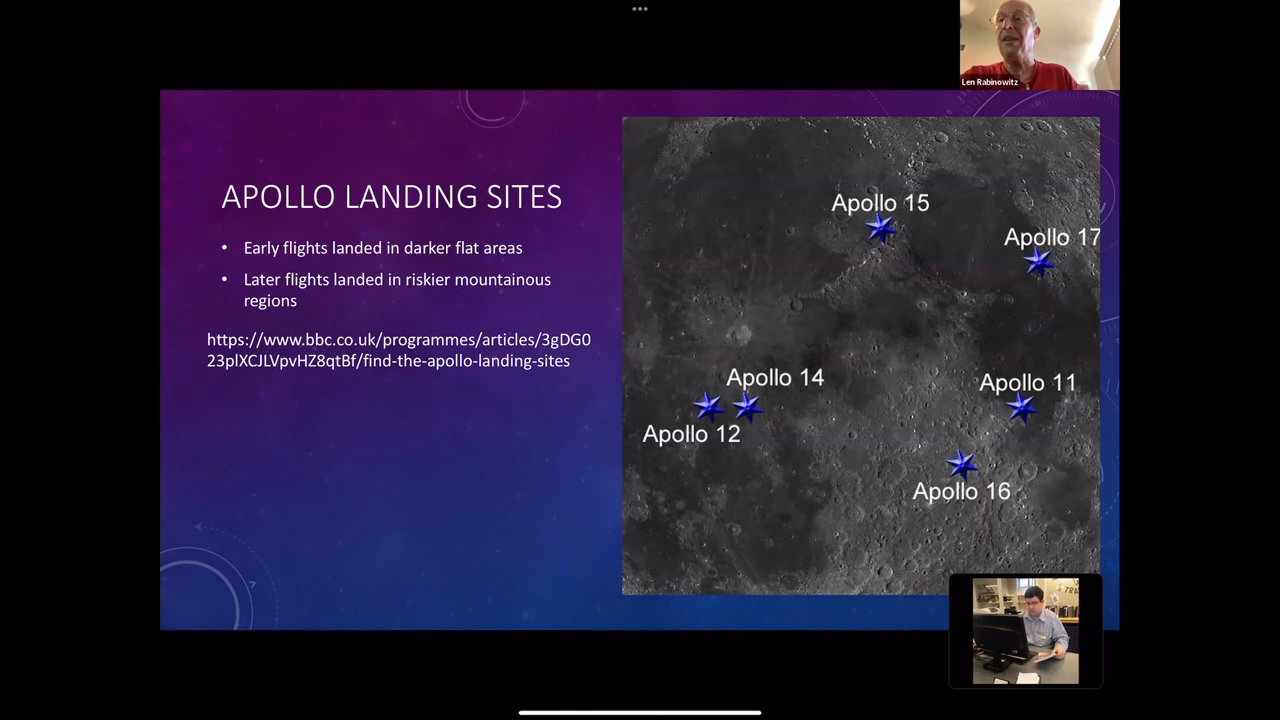 Len Rabinowitz
APOLLO LANDING SITES
• Early flights landed in darker flat areas
• Later flights landed in riskier mountainous
regions
https://www.bbc.co.uk/programmes/articles/3gDG0
23plXCJLVpvHZ8qtBf/find-the-apollo-landing-sites
Apollo 15
Apollo 17
Apollo 14
Apollo 11
Apollo 12
Apollo 16